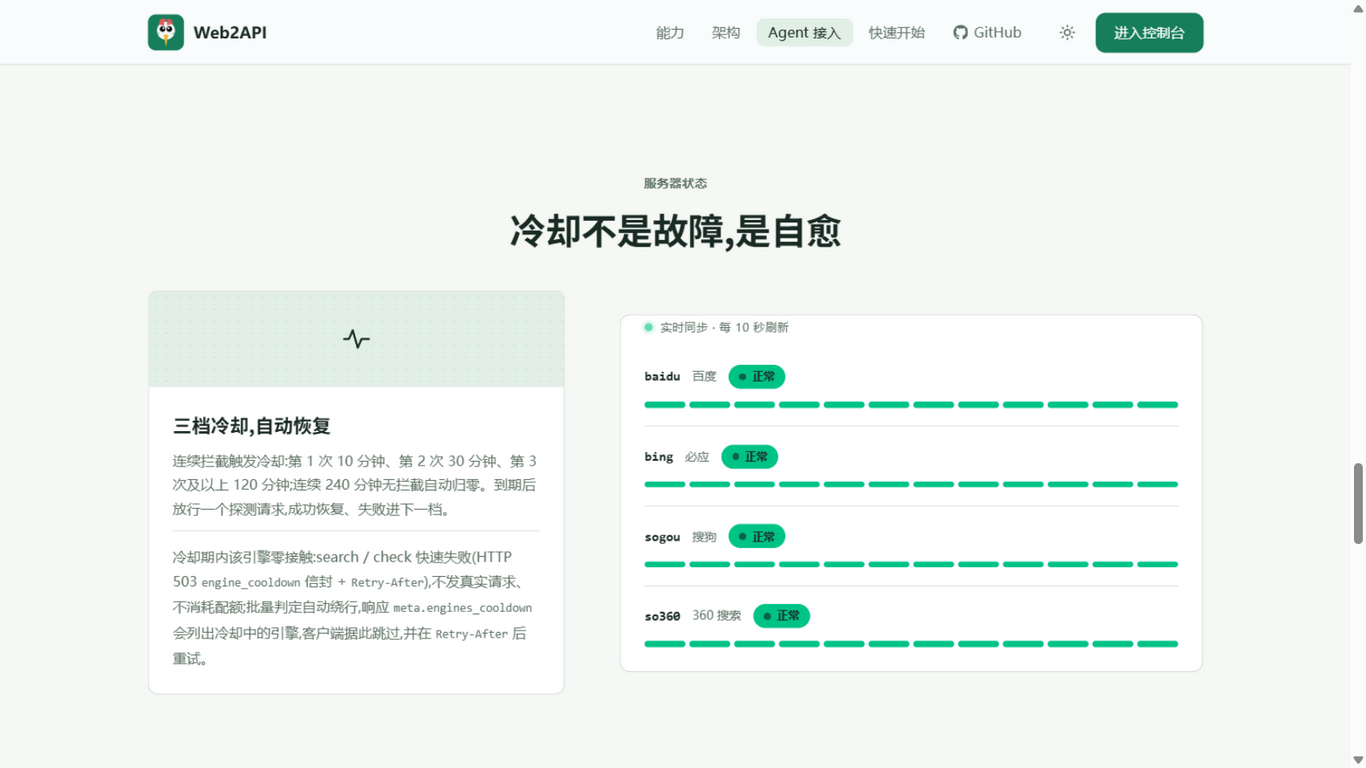 Web2API
能力
架构
Agent 接入
快速开始
GitHub
进入控制台
服务器状态
冷却不是故障,是自愈
三档冷却,自动恢复
连续拦截触发冷却:第 1 次 10 分钟、第 2 次 30 分钟、第 3
次及以上 120 分钟;连续 240 分钟无拦截自动归零。到期后
放行一个探测请求,成功恢复、失败进下一档。
冷却期内该引擎零接触:search / check 快速失败(HTTP
503 engine_cooldown 信封 + Retry-After),不发真实请求、
不消耗配额;批量判定自动绕行,响应 meta.engines_cooldown
会列出冷却中的引擎,客户端据此跳过,并在 Retry-After 后
重试。
实时同步 · 每 10 秒刷新
baidu 百度 正常
bing 必应 正常
sogou 搜狗 正常
so360 360 搜索 正常